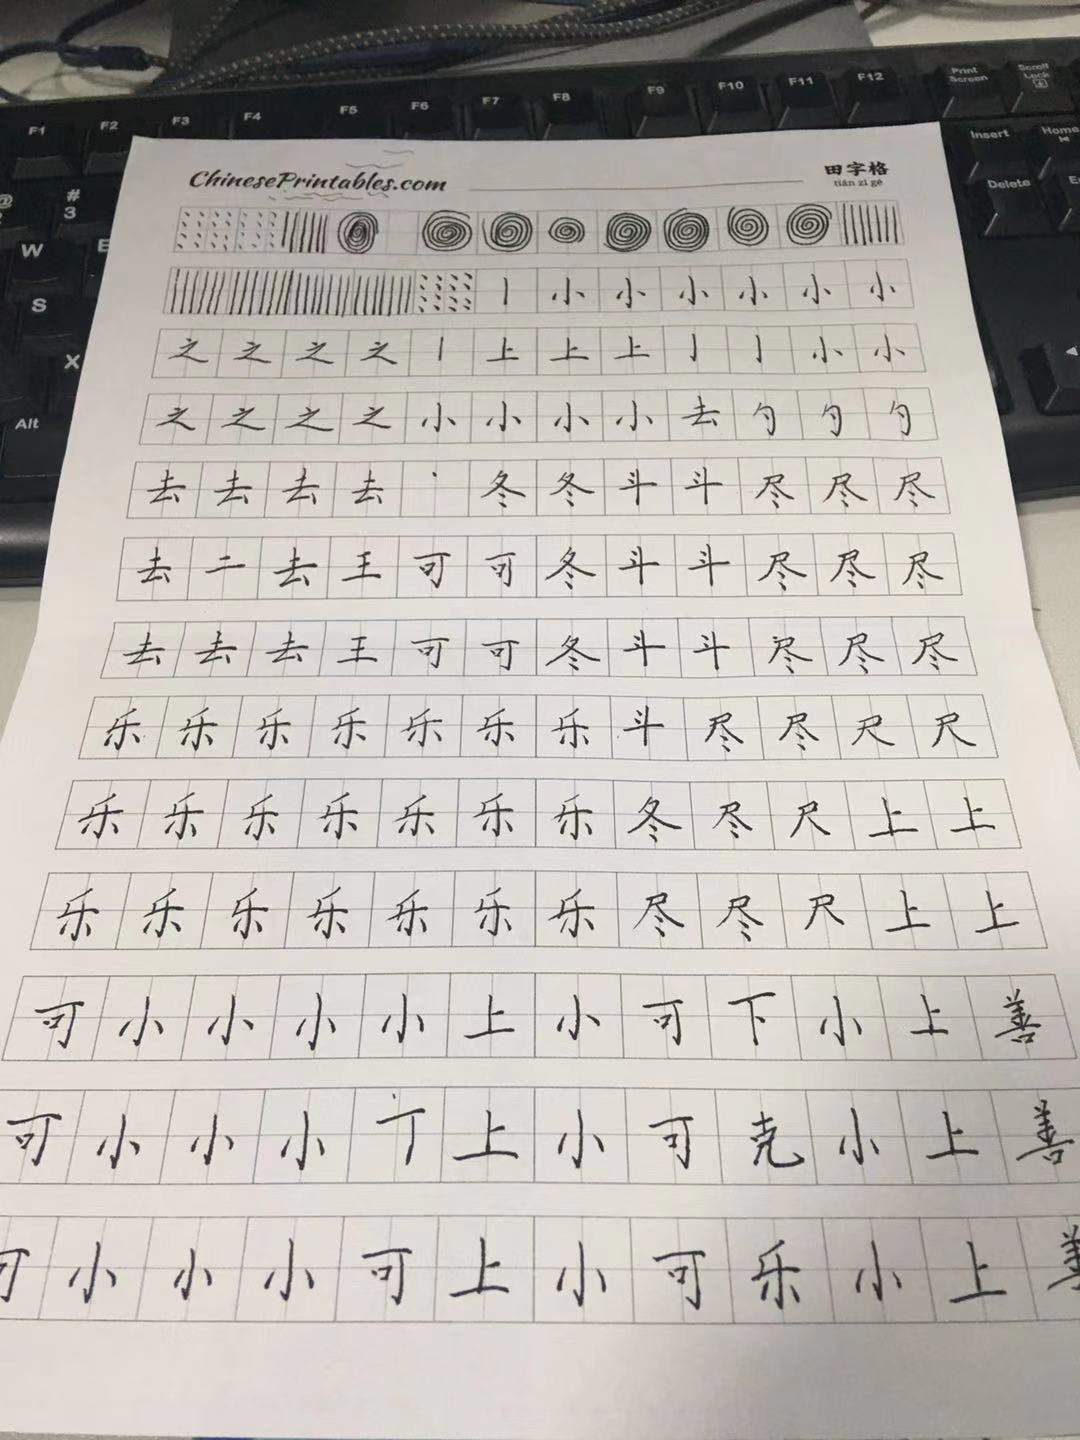 F1 F2 F3 F4 F5 F6 F7 F8 F9 F10 F11 F12 Print Screen Scroll Lock
# 3 Insert Home
W E Delete
S
X
Alt
ChinesePrintables.com 田字格
tián zì gé
丨 小 小 小 小 小 小
之 之 之 之 丨 上 上 上 亅 亅 小 小
之 之 之 之 小 小 小 小 去 勺 勺 勺
去 去 去 去 丶 冬 冬 斗 斗 尽 尽 尽
去 二 去 王 可 可 冬 斗 斗 尽 尽 尽
去 去 去 王 可 可 冬 斗 斗 尽 尽 尽
乐 乐 乐 乐 乐 乐 乐 斗 尽 尽 尺 尺
乐 乐 乐 乐 乐 乐 乐 冬 尽 尺 上 上
乐 乐 乐 乐 乐 乐 乐 尽 尽 尺 上 上
可 小 小 小 小 上 小 可 下 小 上 善
可 小 小 小 丁 上 小 可 克 小 上 善
可 小 小 小 可 上 小 可 乐 小 上 善